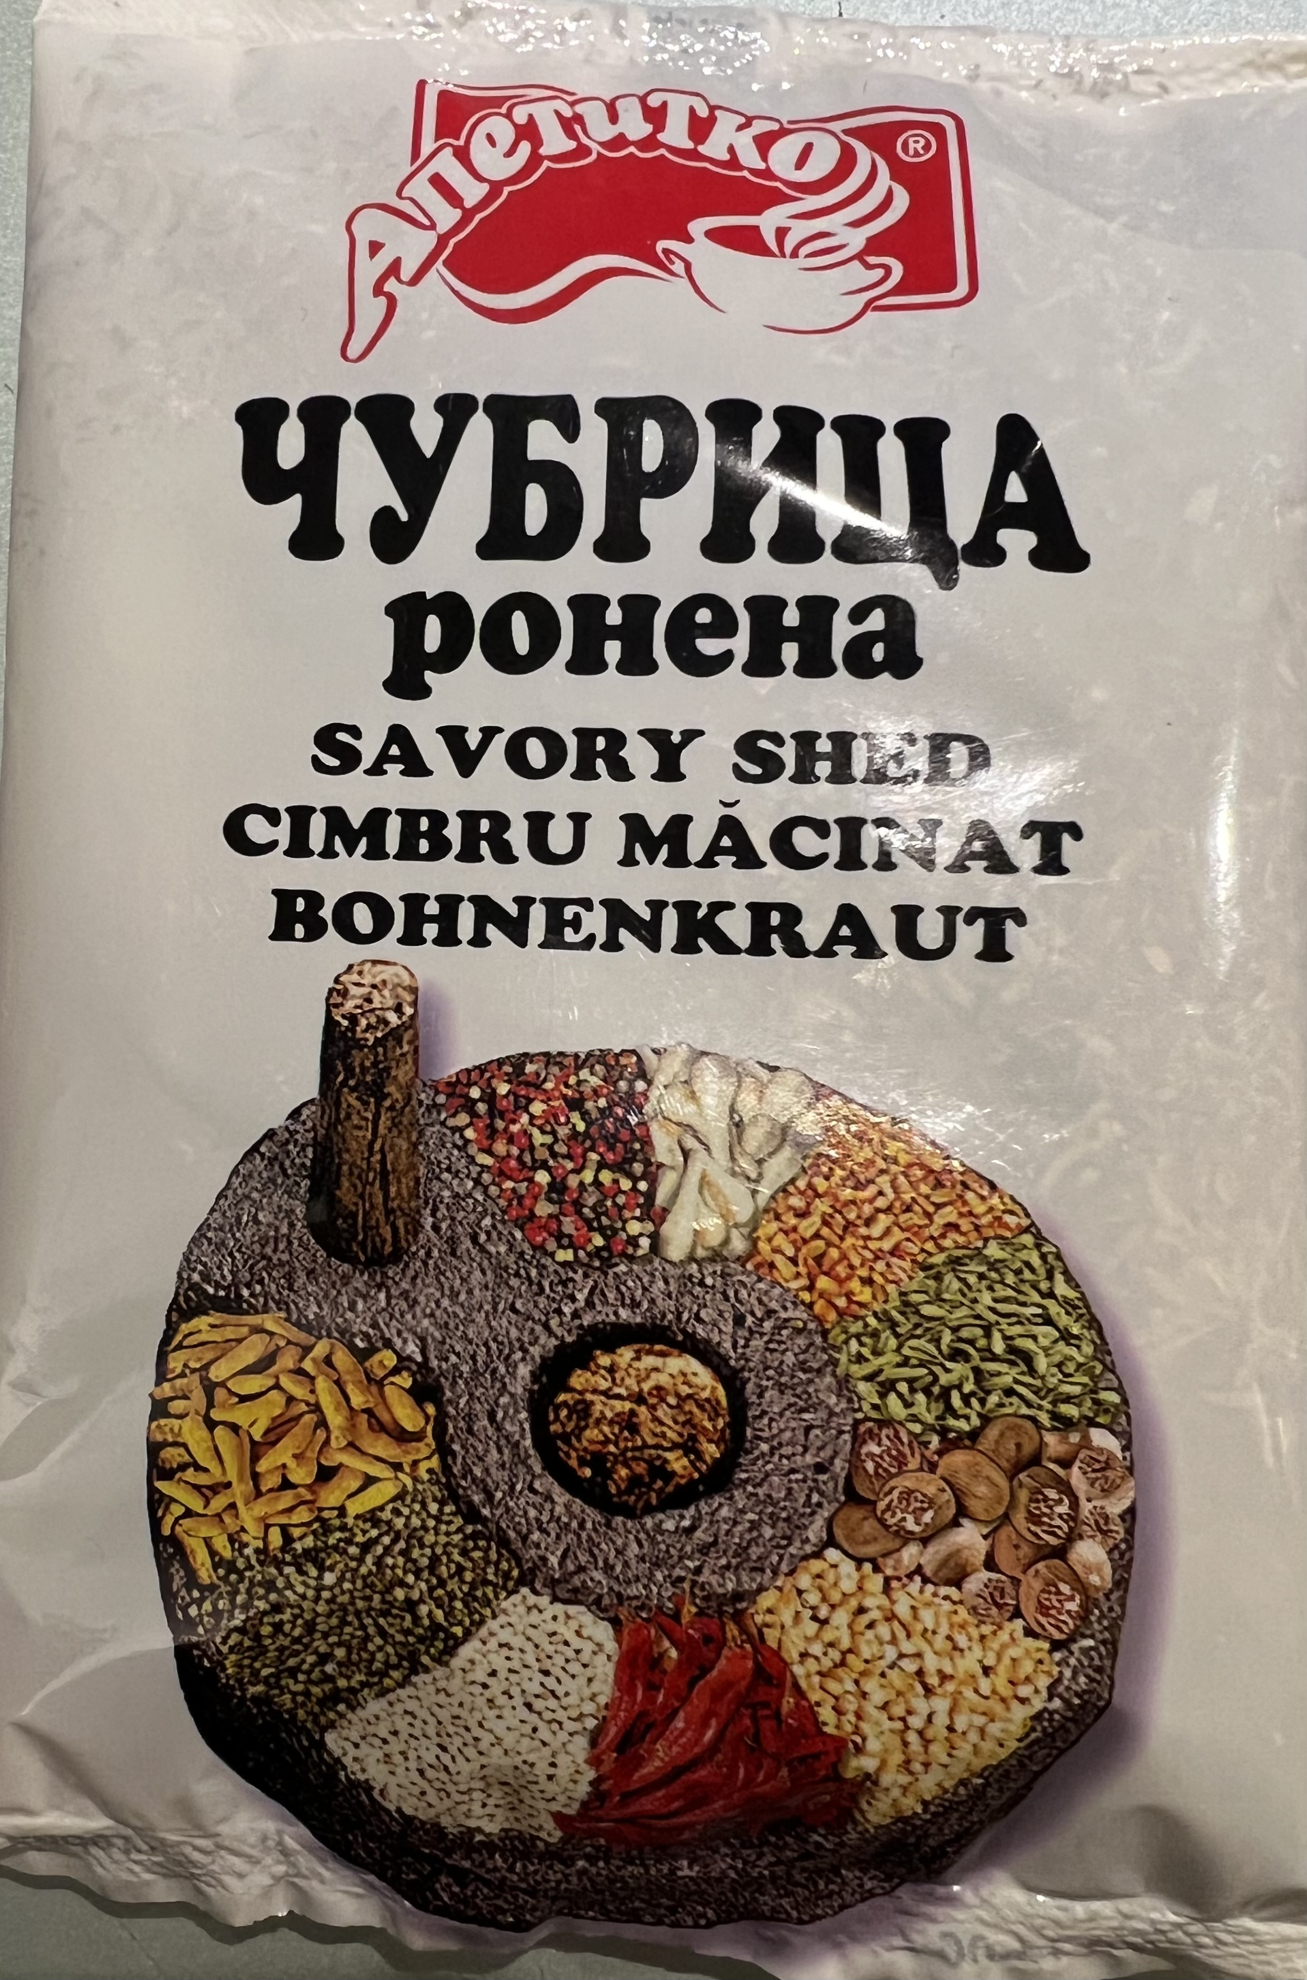 Апетитко ®
ЧУБРИЦА
ронена
SAVORY SHED
CIMBRU MĂCINAT
BOHNENKRAUT